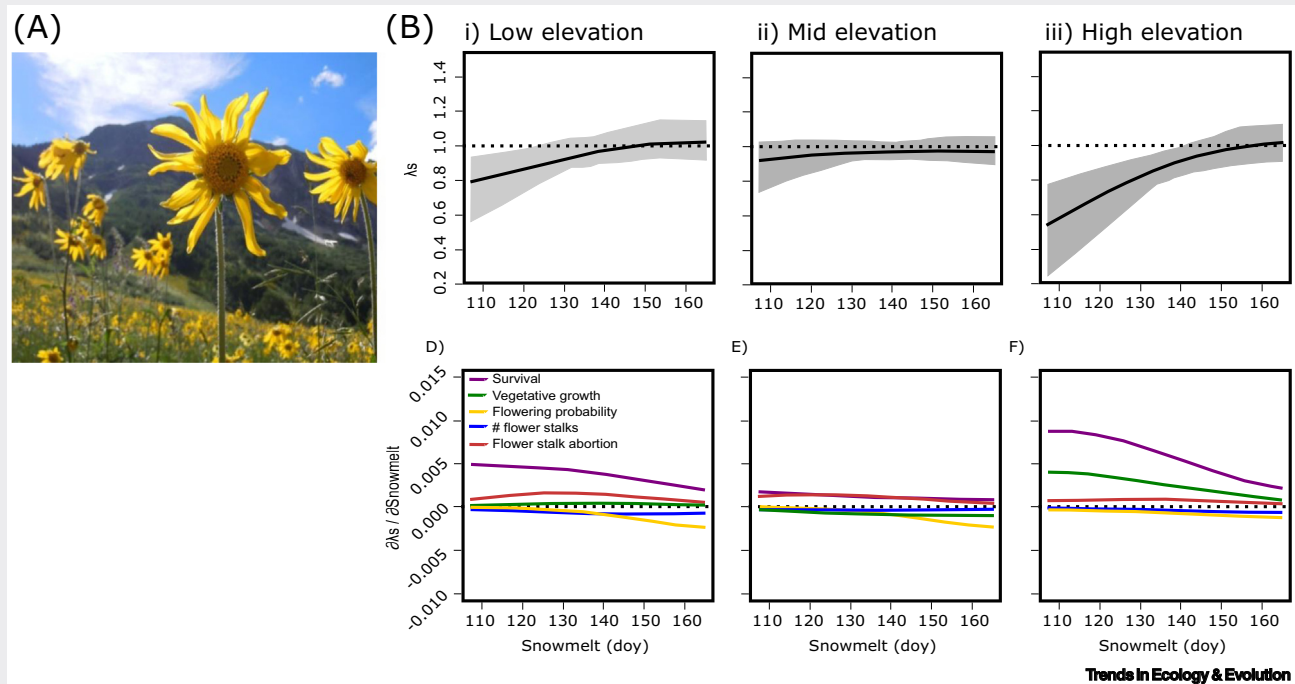 (A)
(B)
i) Low elevation
ii) Mid elevation
iii) High elevation
λs
1.4
1.2
1.0
0.8
0.6
0.4
0.2
110 120 130 140 150 160
110 120 130 140 150 160
110 120 130 140 150 160
D)
E)
F)
∂λs / ∂Snowmelt
0.015
0.010
0.005
0.000
-0.005
-0.010
Survival
Vegetative growth
Flowering probability
# flower stalks
Flower stalk abortion
110 120 130 140 150 160
110 120 130 140 150 160
110 120 130 140 150 160
Snowmelt (doy)
Snowmelt (doy)
Snowmelt (doy)
Trends in Ecology & Evolution